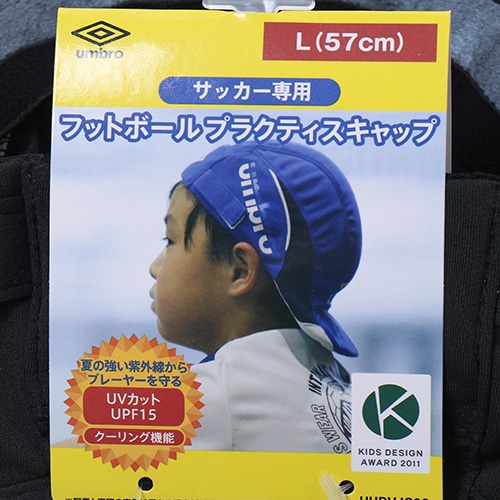 umbro
L(57cm)
サッカー専用
フットボール プラクティスキャップ
umbro
umbro
夏の強い紫外線から
プレーヤーを守る
UVカット
UPF15
クーリング機能
KIDS DESIGN
AWARD 2011